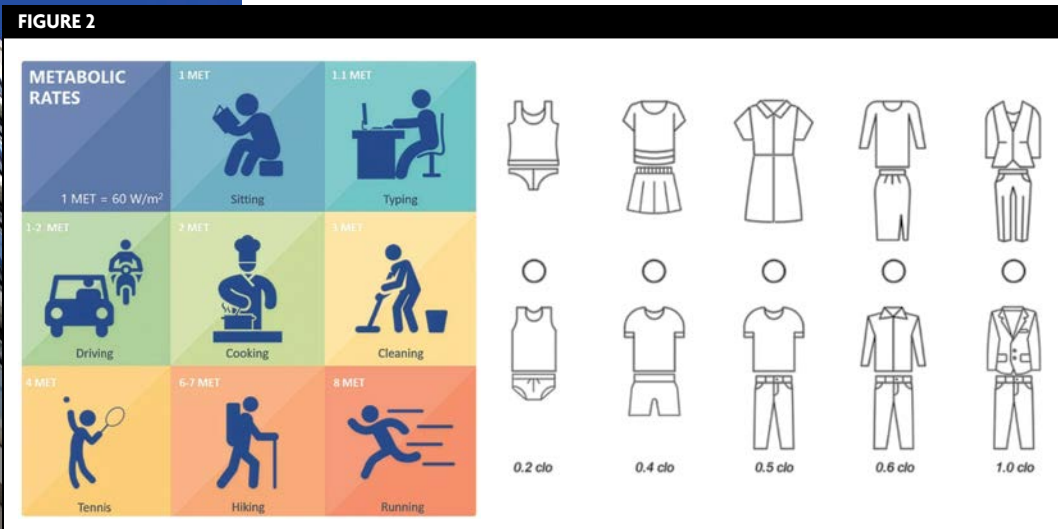 FIGURE 2
METABOLIC
RATES
1 MET = 60 W/m²
1 MET
Sitting
1.1 MET
Typing
1-2 MET
Driving
2 MET
Cooking
3 MET
Cleaning
4 MET
Tennis
6-7 MET
Hiking
8 MET
Running
0.2 clo
0.4 clo
0.5 clo
0.6 clo
1.0 clo